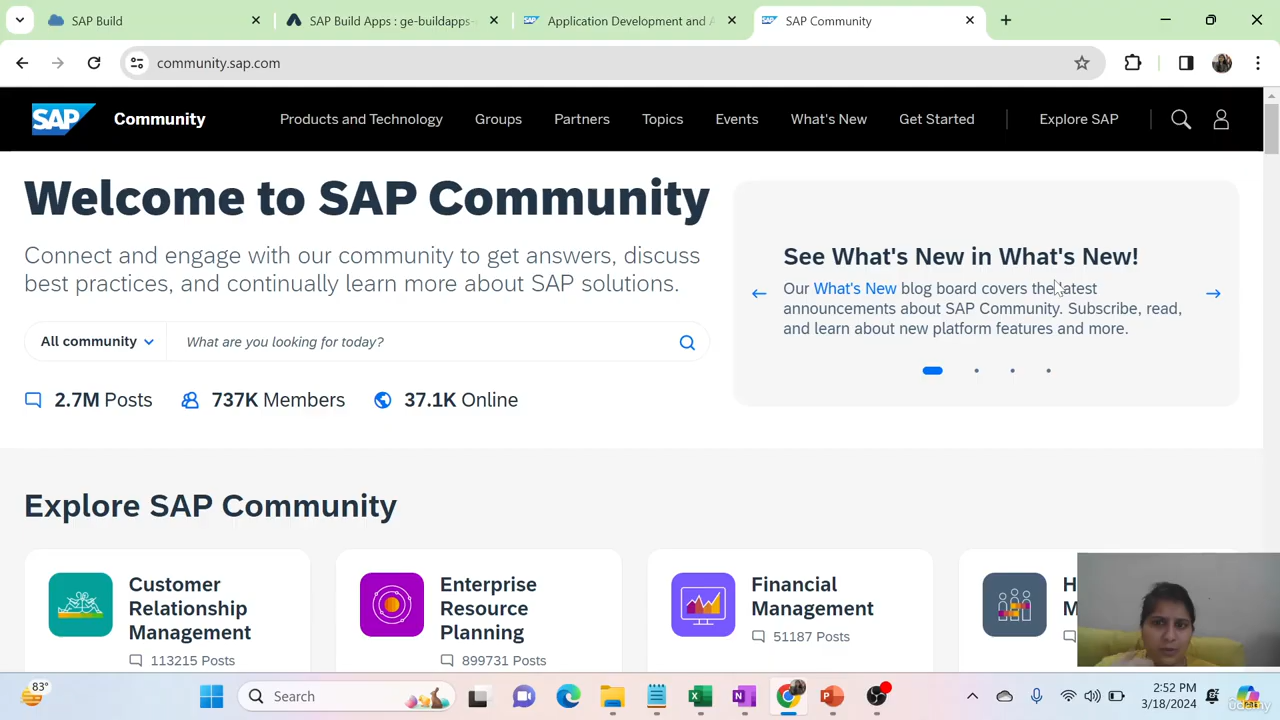 SAP Build
SAP Build Apps : ge-buildapps-
Application Development and A
SAP Community
community.sap.com
SAP
Community
Products and Technology
Groups
Partners
Topics
Events
What's New
Get Started
Explore SAP
Welcome to SAP Community
Connect and engage with our community to get answers, discuss
best practices, and continually learn more about SAP solutions.
All community
What are you looking for today?
2.7M Posts
737K Members
37.1K Online
See What's New in What's New!
Our What's New blog board covers the latest
announcements about SAP Community. Subscribe, read,
and learn about new platform features and more.
Explore SAP Community
Customer
Relationship
Management
113215 Posts
Enterprise
Resource
Planning
899731 Posts
Financial
Management
51187 Posts
H
M
83°
Search
2:52 PM
3/18/2024
udemy